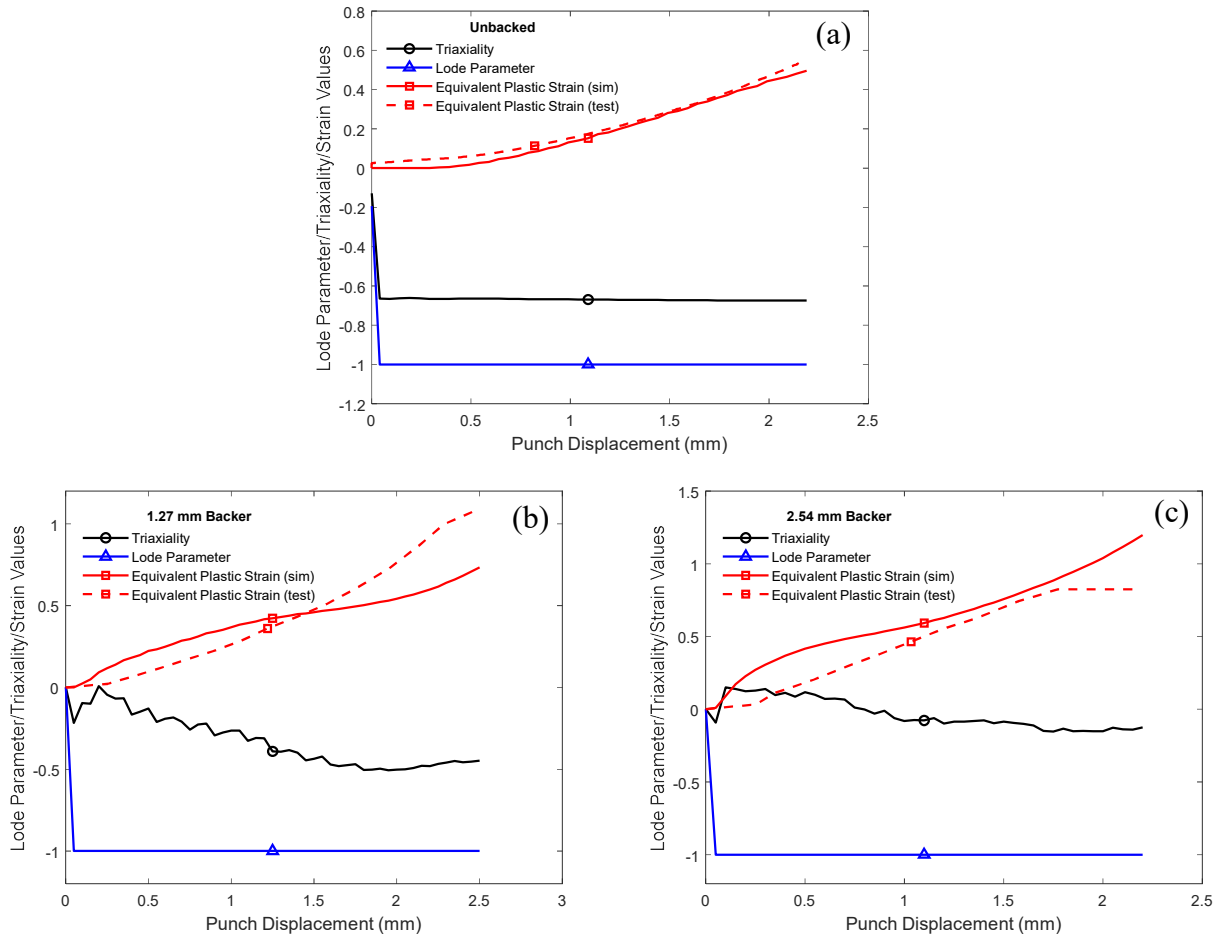 (a)
Unbacked
Triaxiality
Lode Parameter
Equivalent Plastic Strain (sim)
Equivalent Plastic Strain (test)
Lode Parameter/Triaxiality/Strain Values
0.8
0.6
0.4
0.2
0
-0.2
-0.4
-0.6
-0.8
-1
-1.2
0 0.5 1 1.5 2 2.5
Punch Displacement (mm)
(b)
1.27 mm Backer
Triaxiality
Lode Parameter
Equivalent Plastic Strain (sim)
Equivalent Plastic Strain (test)
Lode Parameter/Triaxiality/Strain Values
1
0.5
0
-0.5
-1
0 0.5 1 1.5 2 2.5 3
Punch Displacement (mm)
(c)
2.54 mm Backer
Triaxiality
Lode Parameter
Equivalent Plastic Strain (sim)
Equivalent Plastic Strain (test)
Lode Parameter/Triaxiality/Strain Values
1.5
1
0.5
0
-0.5
-1
0 0.5 1 1.5 2 2.5
Punch Displacement (mm)